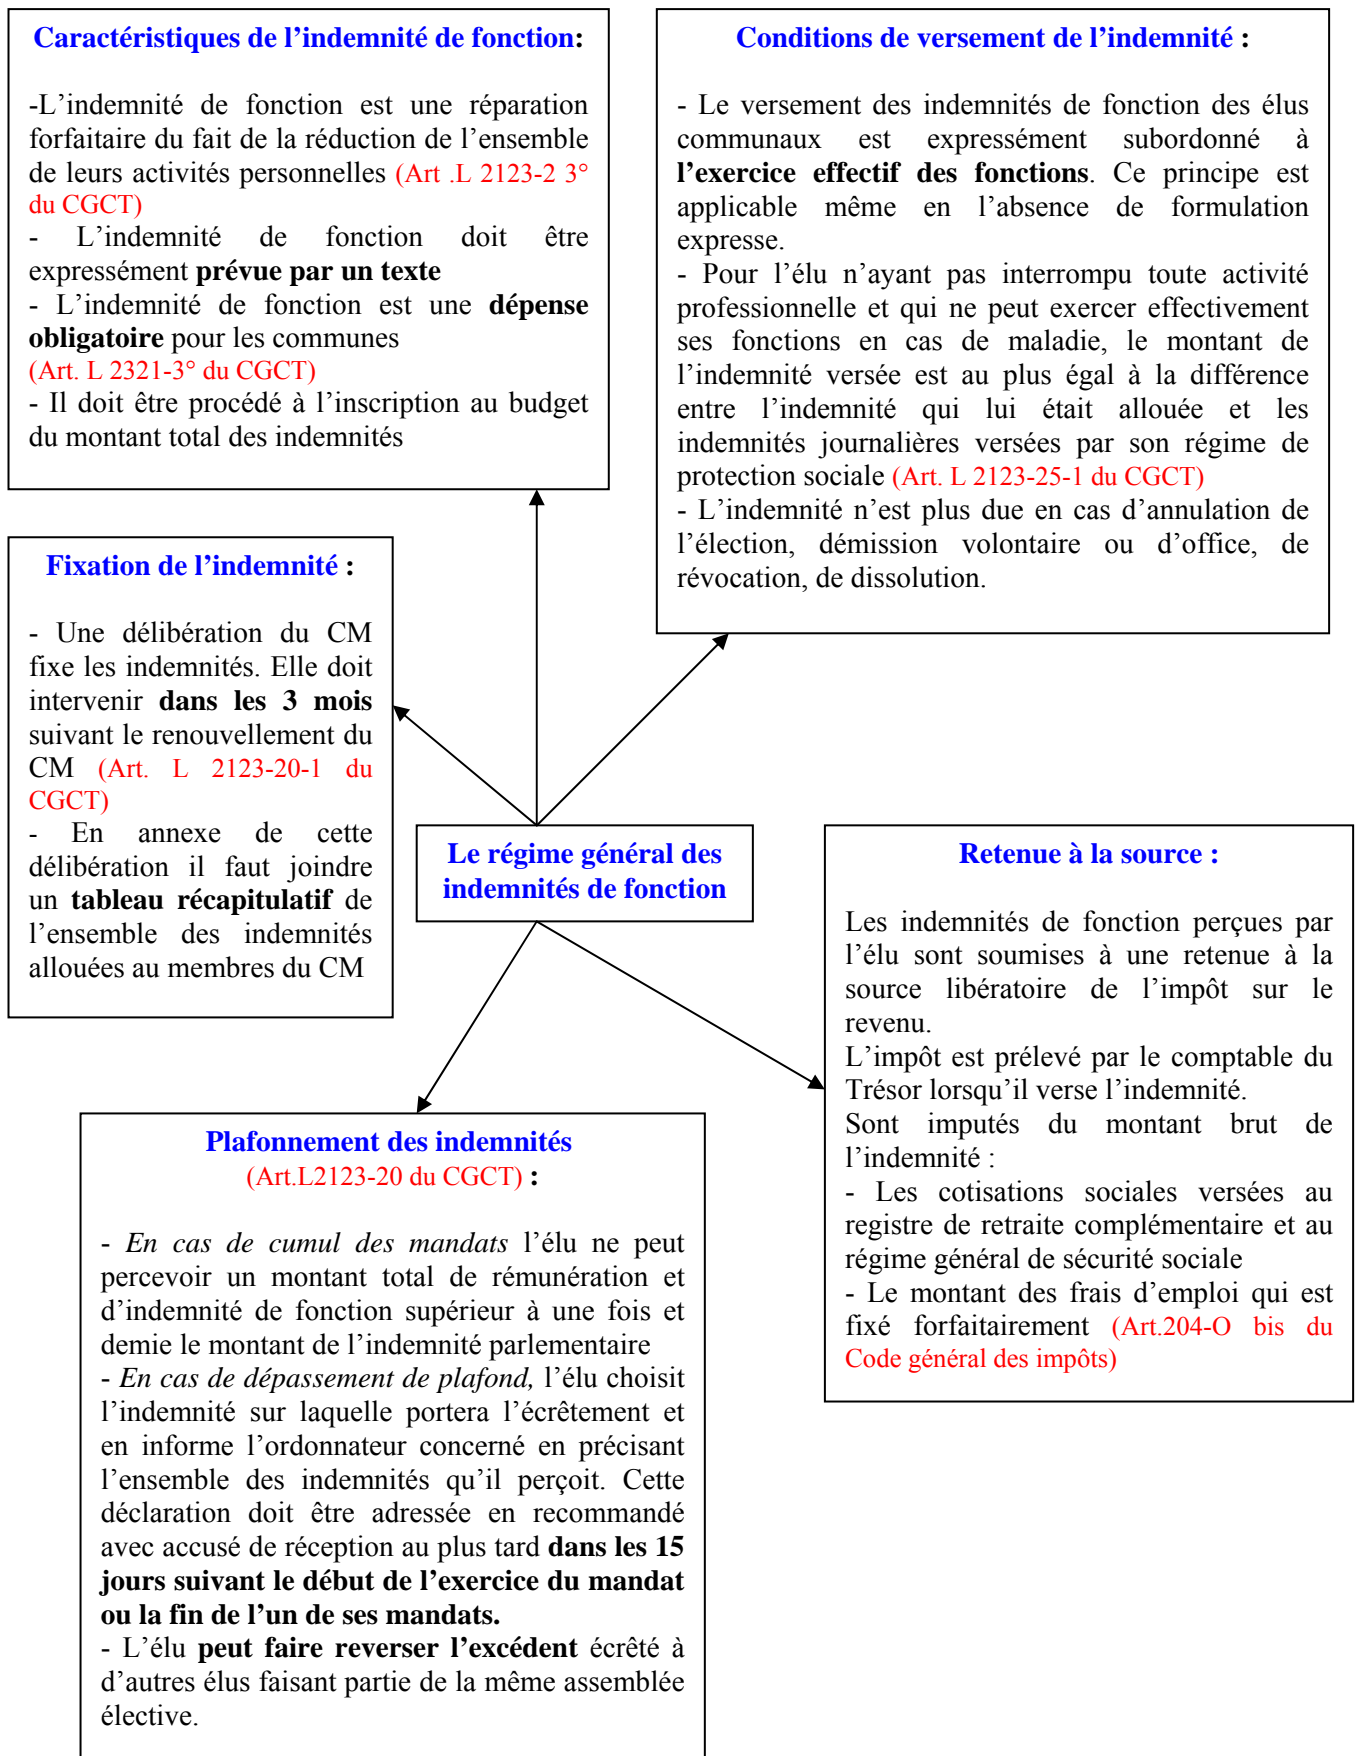 Caractéristiques de l’indemnité de fonction:
-L’indemnité de fonction est une réparation
forfaitaire du fait de la réduction de l’ensemble
de leurs activités personnelles (Art .L 2123-2 3°
du CGCT)
- L’indemnité de fonction doit être
expressément prévue par un texte
- L’indemnité de fonction est une dépense
obligatoire pour les communes
(Art. L 2321-3° du CGCT)
- Il doit être procédé à l’inscription au budget
du montant total des indemnités
Conditions de versement de l’indemnité :
- Le versement des indemnités de fonction des élus
communaux est expressément subordonné à
l’exercice effectif des fonctions. Ce principe est
applicable même en l’absence de formulation
expresse.
- Pour l’élu n’ayant pas interrompu toute activité
professionnelle et qui ne peut exercer effectivement
ses fonctions en cas de maladie, le montant de
l’indemnité versée est au plus égal à la différence
entre l’indemnité qui lui était allouée et les
indemnités journalières versées par son régime de
protection sociale (Art. L 2123-25-1 du CGCT)
- L’indemnité n’est plus due en cas d’annulation de
l’élection, démission volontaire ou d’office, de
révocation, de dissolution.
Fixation de l’indemnité :
- Une délibération du CM
fixe les indemnités. Elle doit
intervenir dans les 3 mois
suivant le renouvellement du
CM (Art. L 2123-20-1 du
CGCT)
- En annexe de cette
délibération il faut joindre
un tableau récapitulatif de
l’ensemble des indemnités
allouées au membres du CM
Le régime général des
indemnités de fonction
Retenue à la source :
Les indemnités de fonction perçues par
l’élu sont soumises à une retenue à la
source libératoire de l’impôt sur le
revenu.
L’impôt est prélevé par le comptable du
Trésor lorsqu’il verse l’indemnité.
Sont imputés du montant brut de
l’indemnité :
- Les cotisations sociales versées au
registre de retraite complémentaire et au
régime général de sécurité sociale
- Le montant des frais d’emploi qui est
fixé forfaitairement (Art.204-O bis du
Code général des impôts)
Plafonnement des indemnités
(Art.L2123-20 du CGCT) :
- En cas de cumul des mandats l’élu ne peut
percevoir un montant total de rémunération et
d’indemnité de fonction supérieur à une fois et
demie le montant de l’indemnité parlementaire
- En cas de dépassement de plafond, l’élu choisit
l’indemnité sur laquelle portera l’écrêtement et
en informe l’ordonnateur concerné en précisant
l’ensemble des indemnités qu’il perçoit. Cette
déclaration doit être adressée en recommandé
avec accusé de réception au plus tard dans les 15
jours suivant le début de l’exercice du mandat
ou la fin de l’un de ses mandats.
- L’élu peut faire reverser l’excédent écrêté à
d’autres élus faisant partie de la même assemblée
élective.